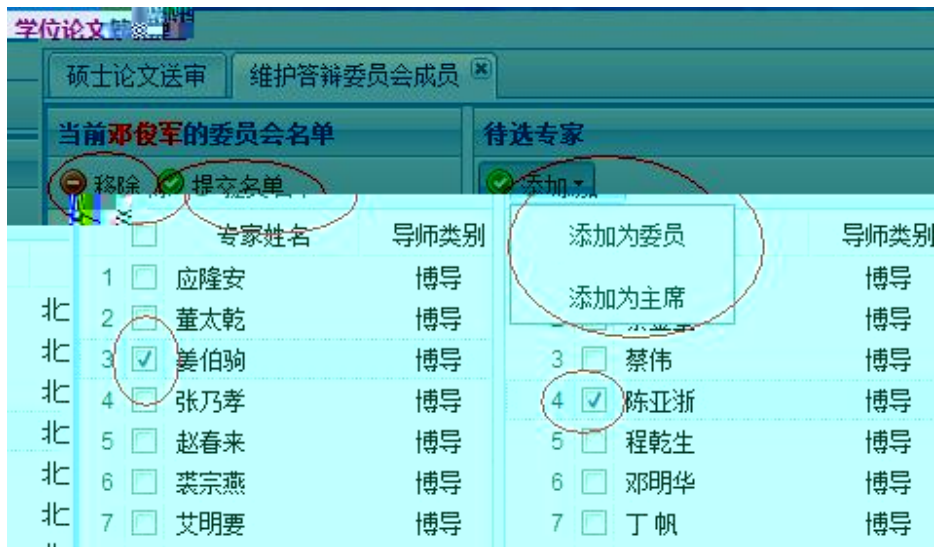 学位论文
硕士论文送审 维护答辩委员会成员
当前邓俊军的委员会名单 待选专家
移除 提交名单 添加
专家姓名 导师类别 添加为委员 导师类别
1 应隆安 博导 博导
北 2 董太乾 博导 添加为主席 博导
北 3 姜伯驹 博导 3 蔡伟 博导
北 4 张乃孝 博导 4 陈亚浙 博导
北 5 赵春来 博导 5 程乾生 博导
北 6 裘宗燕 博导 6 邓明华 博导
北 7 艾明要 博导 7 丁帆 博导